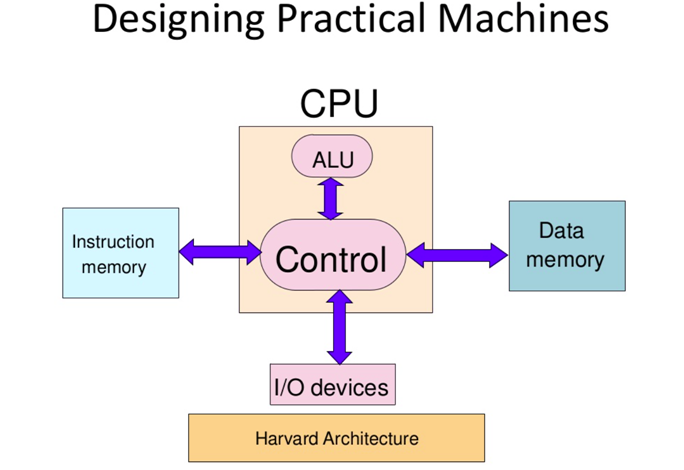 Designing Practical Machines
CPU
ALU
Instruction
memory
Control
Data
memory
I/O devices
Harvard Architecture